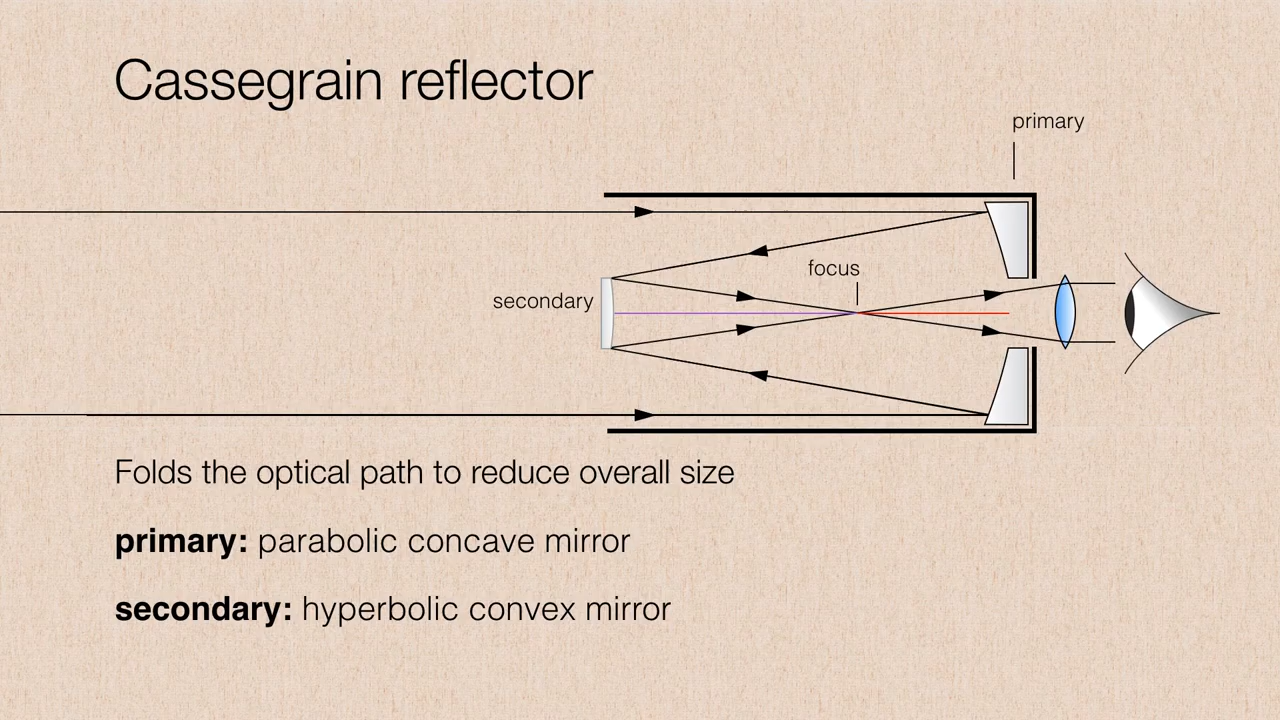 Cassegrain reflector
primary
focus
secondary
Folds the optical path to reduce overall size
primary: parabolic concave mirror
secondary: hyperbolic convex mirror